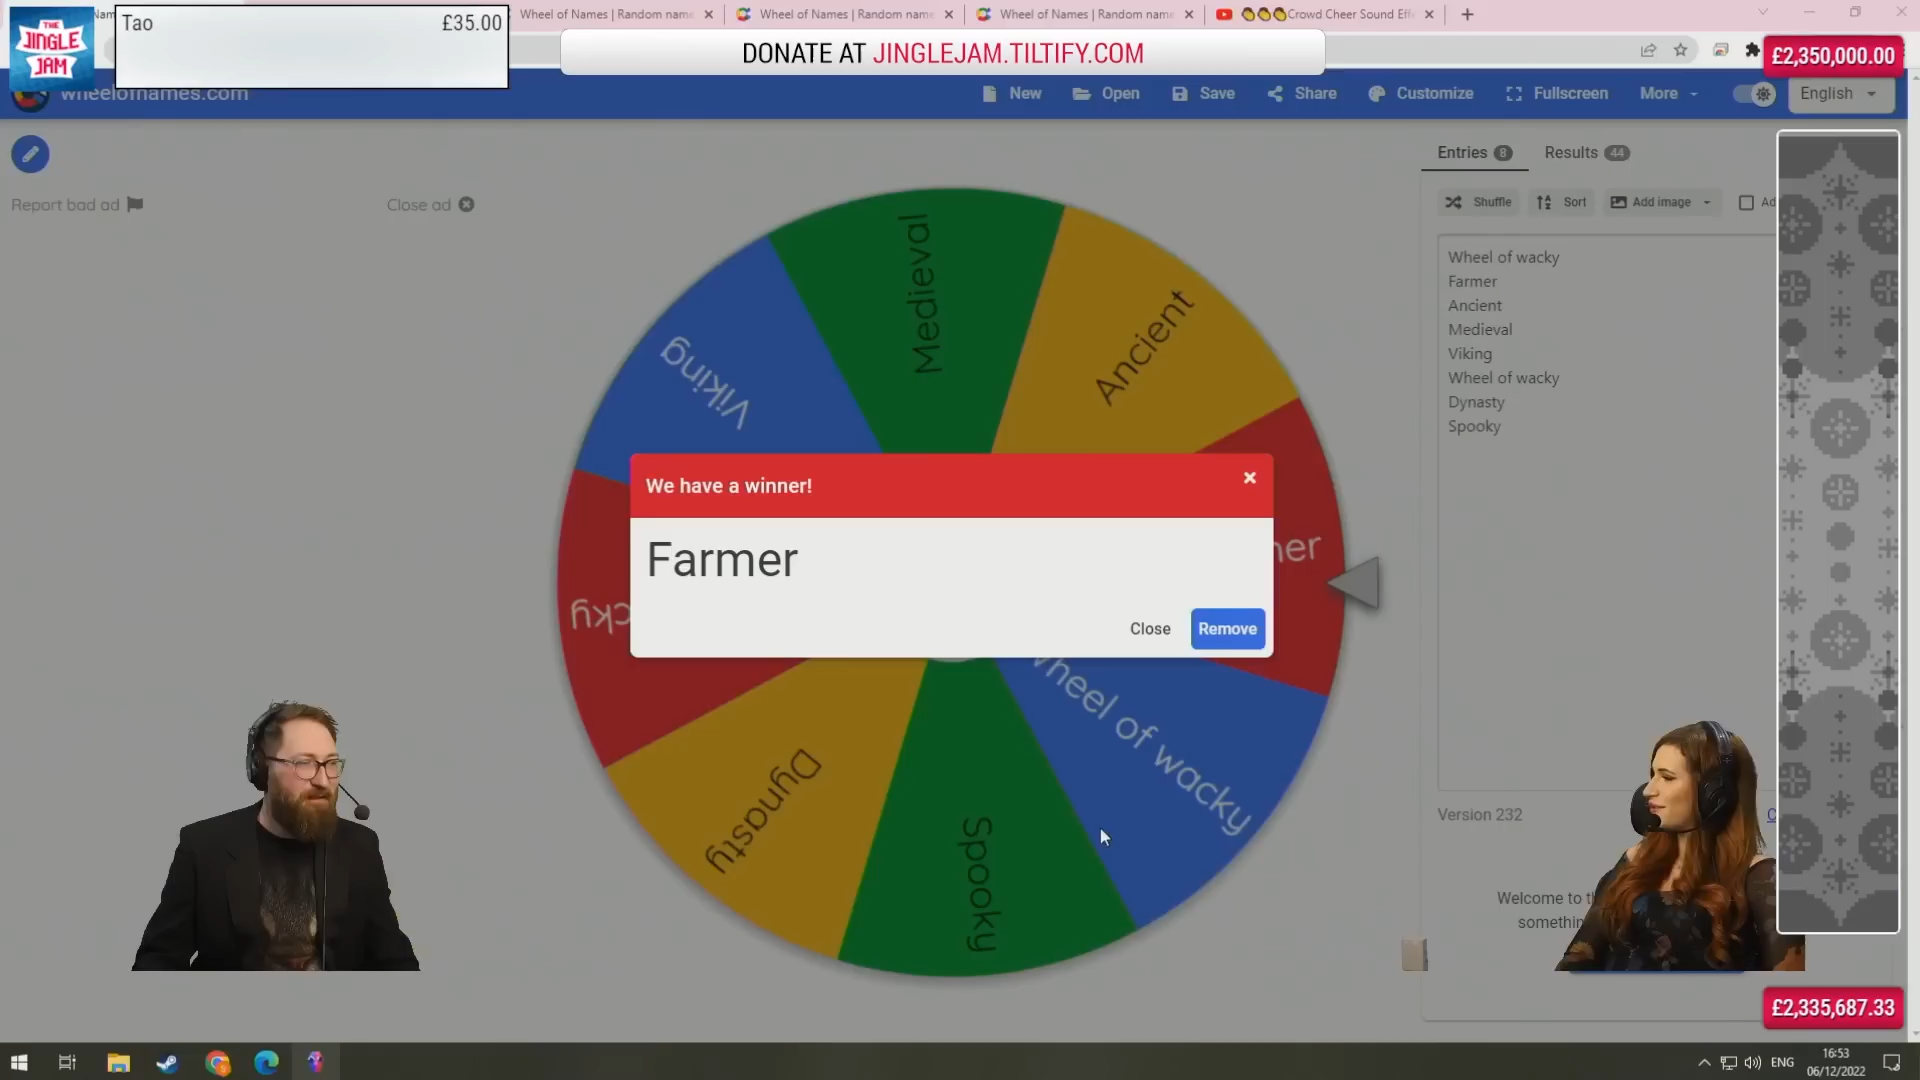 THE
JINGLE
JAM
Tao £35.00
Wheel of Names | Random name
Wheel of Names | Random name
Wheel of Names | Random name
Crowd Cheer Sound Eff
DONATE AT JINGLEJAM.TILTIFY.COM
£2,350,000.00
wheelofnames.com
New
Open
Save
Share
Customize
Fullscreen
More
English
Report bad ad
Close ad
Entries 8
Results 44
Shuffle
Sort
Add image
Ad
Wheel of wacky
Farmer
Ancient
Medieval
Viking
Wheel of wacky
Dynasty
Spooky
Medieval
Ancient
Viking
We have a winner!
Farmer
Close
Remove
ner
cky
Wheel of wacky
Dynasty
Spooky
Version 232
Welcome to t
somethin
£2,335,687.33
ENG
16:53
06/12/2022